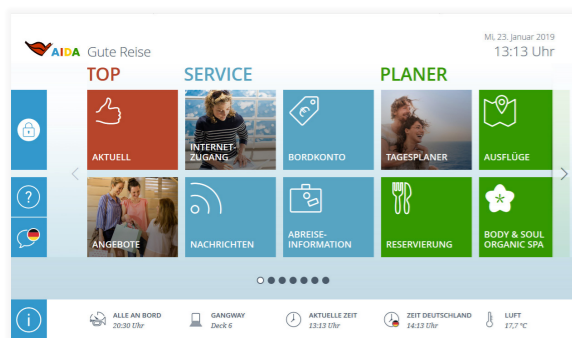 AIDA Gute Reise
Mi, 23. Januar 2019
13:13 Uhr
TOP
SERVICE
PLANER
AKTUELL
INTERNET-
ZUGANG
BORDKONTO
TAGESPLANER
AUSFLÜGE
ANGEBOTE
NACHRICHTEN
ABREISE-
INFORMATION
RESERVIERUNG
BODY & SOUL
ORGANIC SPA
ALLE AN BORD
20:30 Uhr
GANGWAY
Deck 6
AKTUELLE ZEIT
13:13 Uhr
ZEIT DEUTSCHLAND
14:13 Uhr
LUFT
17,7 °C